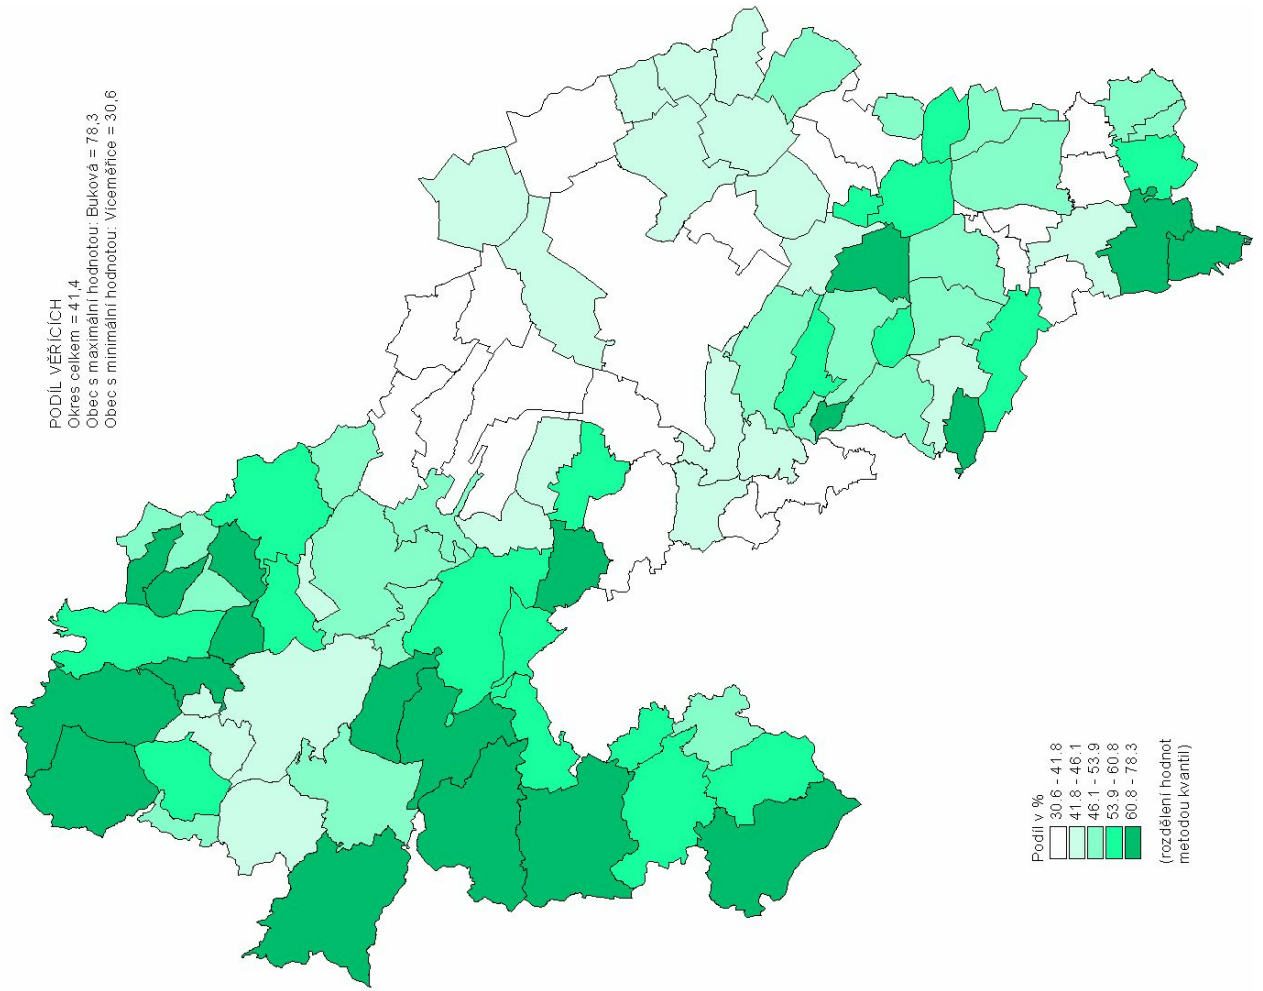 PODÍL VĚŘÍCÍCH
Okres celkem = 41,4
Obec s maximální hodnotou: Buková = 78,3
Obec s minimální hodnotou: Víceměřice = 30,6
Podíl v %
30.6 - 41.8
41.8 - 46.1
46.1 - 53.9
53.9 - 60.8
60.8 - 78.3
(rozdělení hodnot
metodou kvantil)